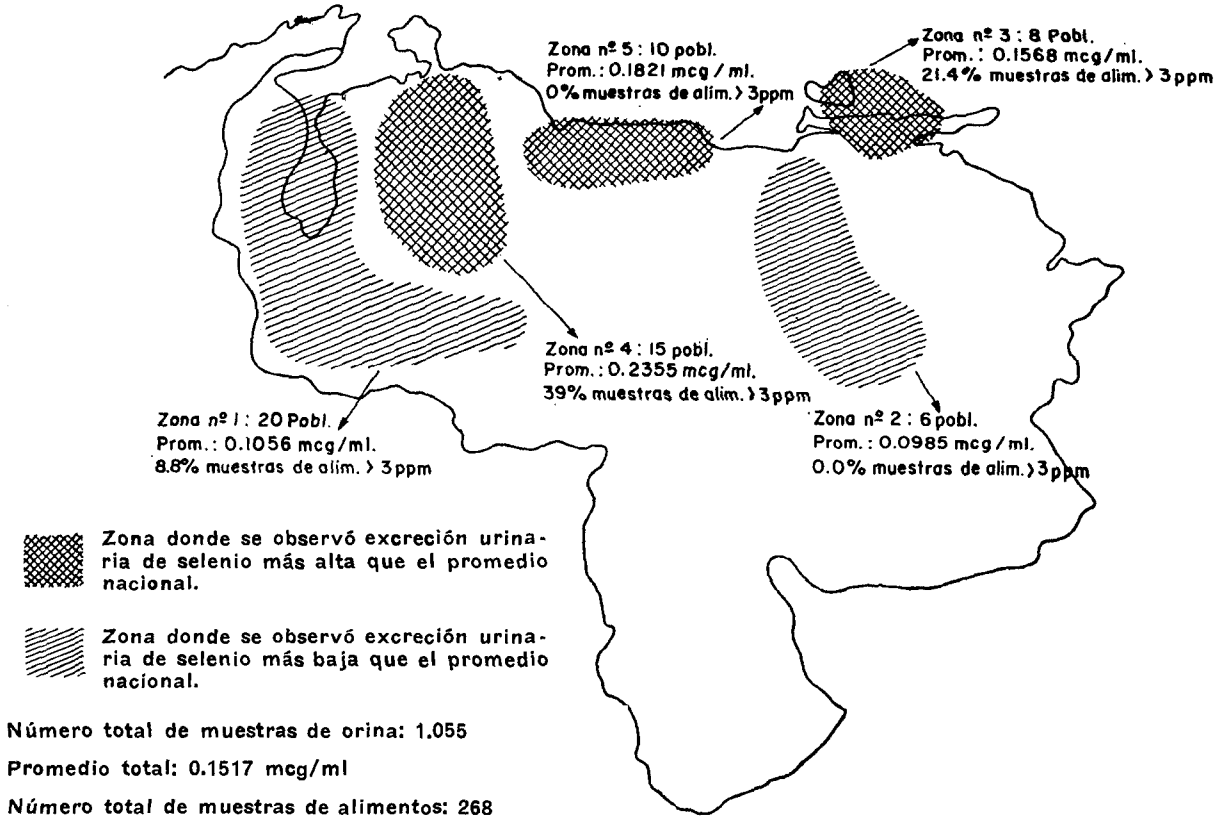 Zona nº 5 : 10 pobl.
Prom.: 0.1821 mcg / ml.
0% muestras de alim. > 3ppm
Zona nº 3 : 8 Pobl.
Prom. : 0.1568 mcg/ml.
21.4% muestras de alim. > 3 ppm
Zona nº 4 : 15 pobl.
Prom.: 0.2355 mcg/ml.
39% muestras de alim. > 3ppm
Zona nº 1 : 20 Pobl.
Prom. : 0.1056 mcg/ml.
8.8% muestras de alim. > 3 ppm
Zona nº 2 : 6 pobl.
Prom. : 0.0985 mcg / ml.
0.0% muestras de alim. > 3ppm
Zona donde se observó excreción urina-
ria de selenio más alta que el promedio
nacional.
Zona donde se observó excreción urina-
ria de selenio más baja que el promedio
nacional.
Número total de muestras de orina: 1.055
Promedio total: 0.1517 mcg/ml
Número total de muestras de alimentos: 268